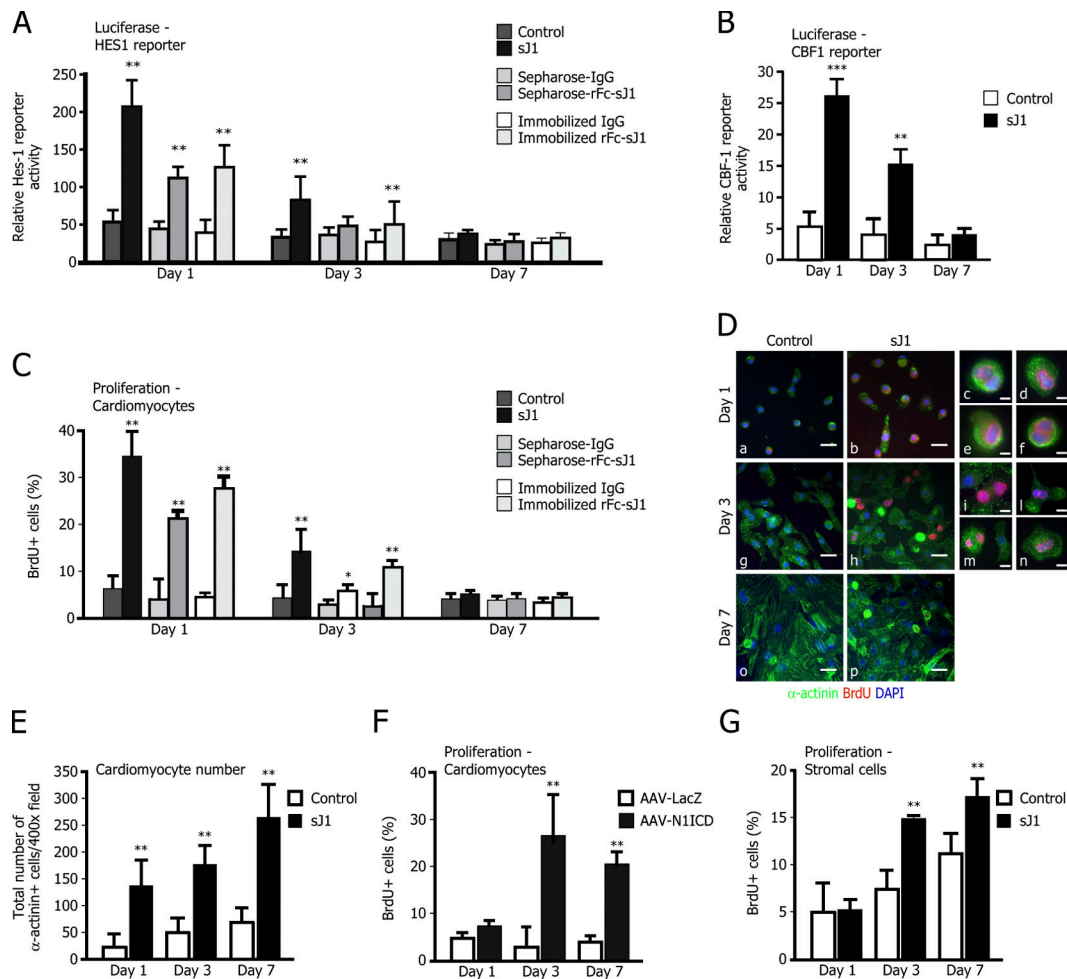 A
Luciferase -
HES1 reporter
Control
sJ1
Sepharose-IgG
Sepharose-rFc-sJ1
Immobilized IgG
Immobilized rFc-sJ1
Relative Hes-1 reporter
activity
250
200
150
100
50
0
**
**
**
**
**
Day 1
Day 3
Day 7
B
Luciferase -
CBF1 reporter
Control
sJ1
Relative CBF-1 reporter
activity
30
25
20
15
10
5
0
***
**
Day 1
Day 3
Day 7
C
Proliferation -
Cardiomyocytes
Control
sJ1
Sepharose-IgG
Sepharose-rFc-sJ1
Immobilized IgG
Immobilized rFc-sJ1
BrdU+ cells (%)
40
30
20
10
0
**
**
**
**
*
**
Day 1
Day 3
Day 7
D
Control
sJ1
Day 1
a
b
c
d
e
f
Day 3
g
h
i
l
m
n
Day 7
o
p
α-actinin BrdU DAPI
E
Cardiomyocyte number
Control
sJ1
Total number of
α-actinin+ cells/400x field
350
300
250
200
150
100
50
0
**
**
**
Day 1
Day 3
Day 7
F
Proliferation -
Cardiomyocytes
AAV-LacZ
AAV-N1ICD
BrdU+ cells (%)
40
30
20
10
0
**
**
Day 1
Day 3
Day 7
G
Proliferation -
Stromal cells
Control
sJ1
BrdU+ cells (%)
20
15
10
5
0
**
**
Day 1
Day 3
Day 7